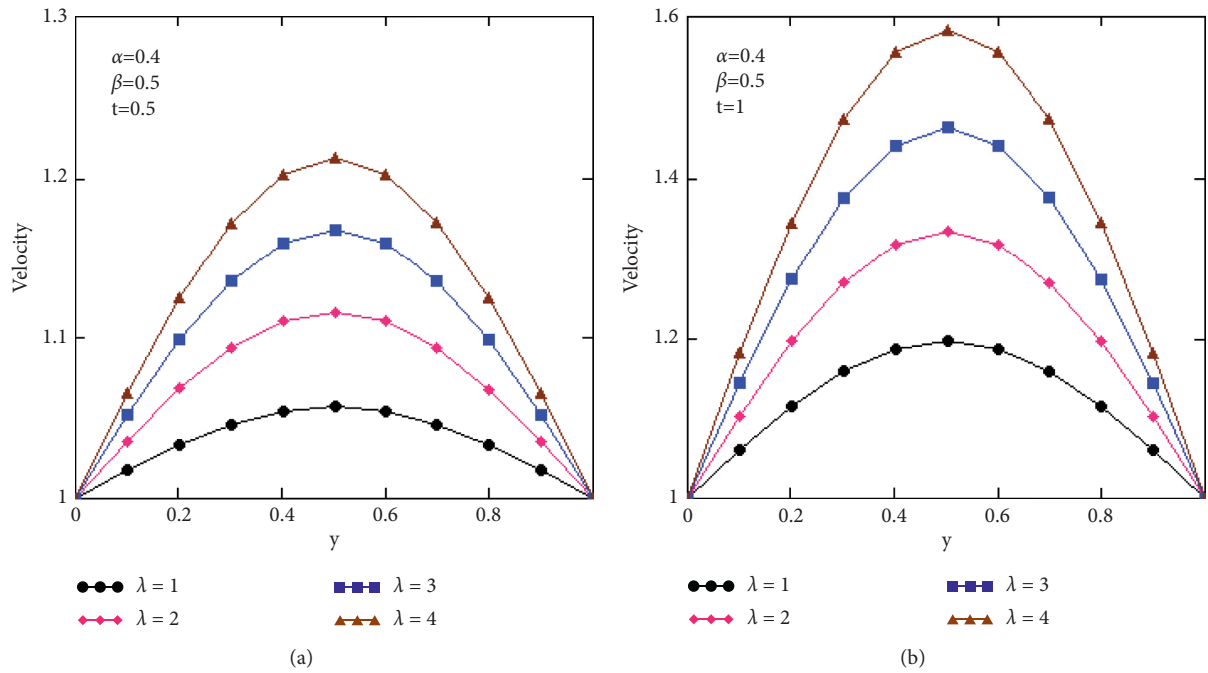 1.3
1.2
1.1
1
Velocity
α=0.4
β=0.5
t=0.5
0
0.2
0.4
0.6
0.8
y
λ = 1
λ = 2
λ = 3
λ = 4
(a)
1.6
1.4
1.2
1
Velocity
α=0.4
β=0.5
t=1
0
0.2
0.4
0.6
0.8
y
λ = 1
λ = 2
λ = 3
λ = 4
(b)